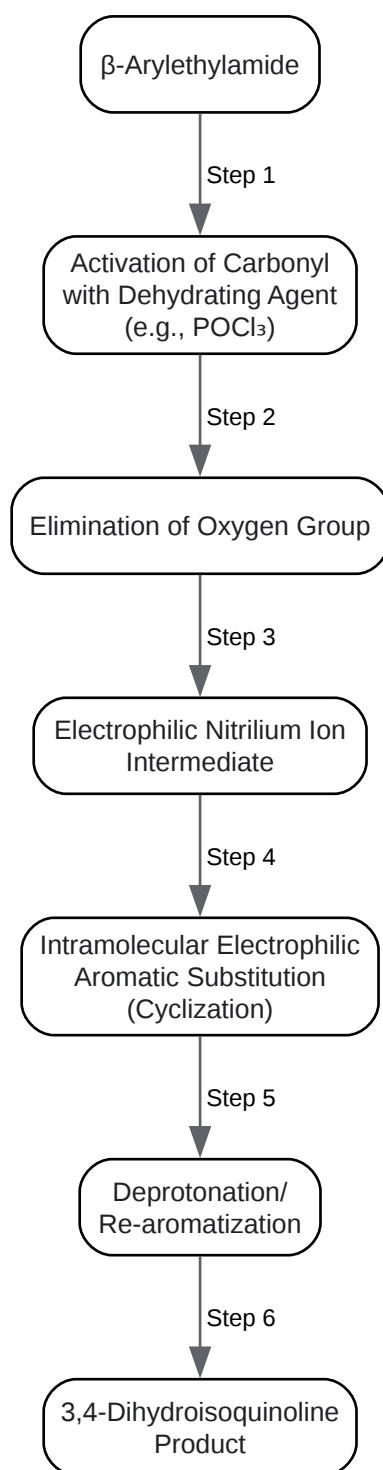 β-Arylethylamide
Step 1
Activation of Carbonyl
with Dehydrating Agent
(e.g., POCl₃)
Step 2
Elimination of Oxygen Group
Step 3
Electrophilic Nitrilium Ion
Intermediate
Step 4
Intramolecular Electrophilic
Aromatic Substitution
(Cyclization)
Step 5
Deprotonation/
Re-aromatization
Step 6
3,4-Dihydroisoquinoline
Product